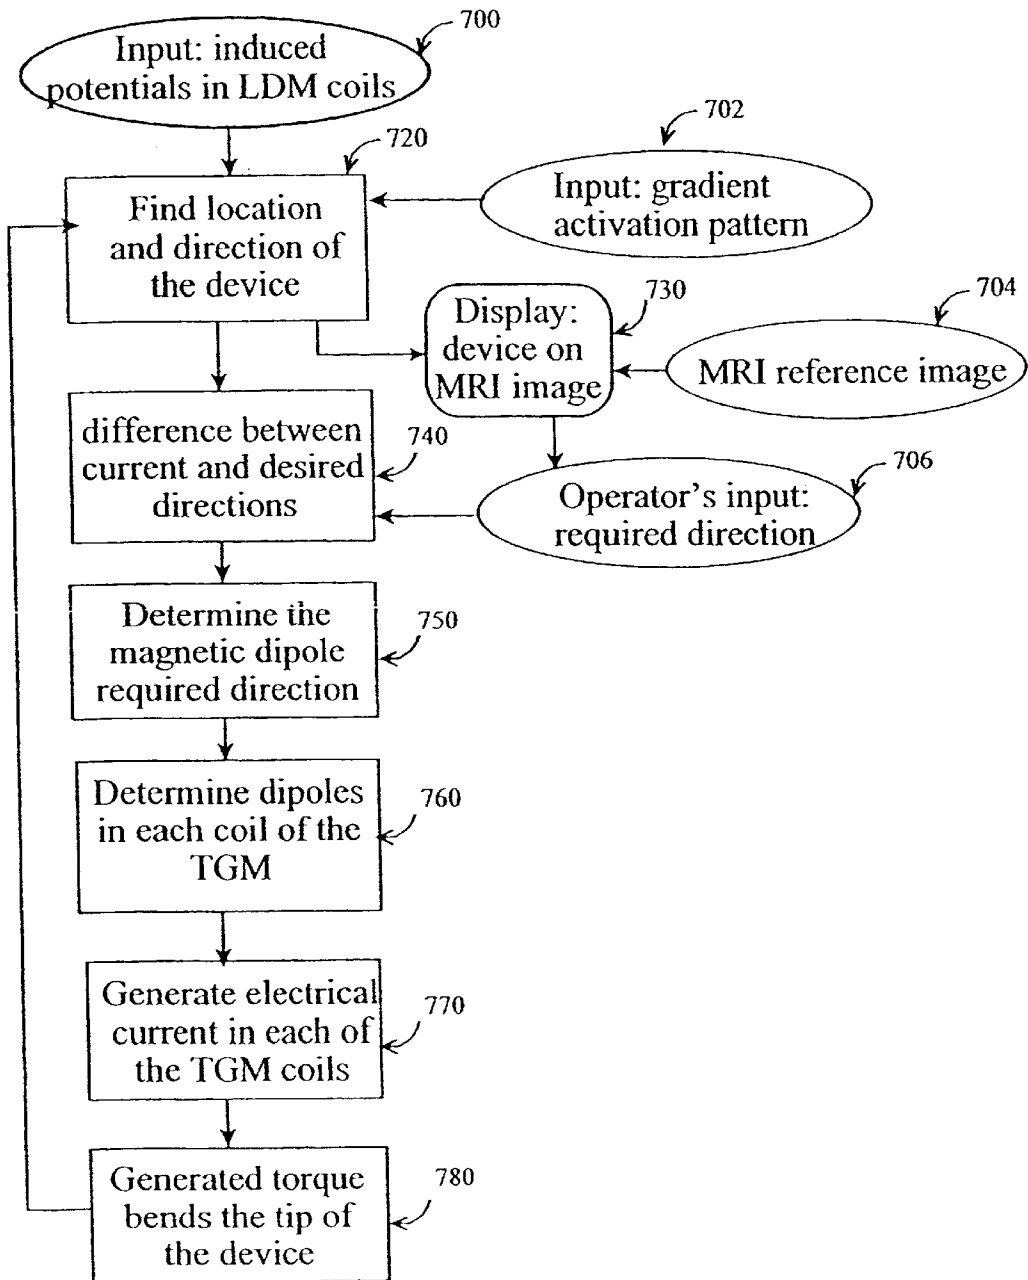 700
Input: induced
potentials in LDM coils
702
720
Input: gradient
activation pattern
Find location
and direction of
the device
730
704
Display:
device on
MRI image
MRI reference image
difference between
current and desired
directions
740
706
Operator's input:
required direction
Determine the
magnetic dipole
required direction
750
Determine dipoles
in each coil of the
TGM
760
Generate electrical
current in each of
the TGM coils
770
Generated torque
bends the tip of
the device
780